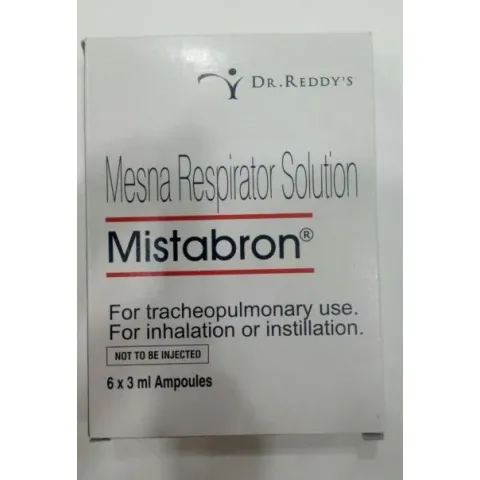 DR.REDDY'S
Mesna Respirator Solution
Mistabron®
For tracheopulmonary use.
For inhalation or instillation.
NOT TO BE INJECTED
6 x 3 ml Ampoules